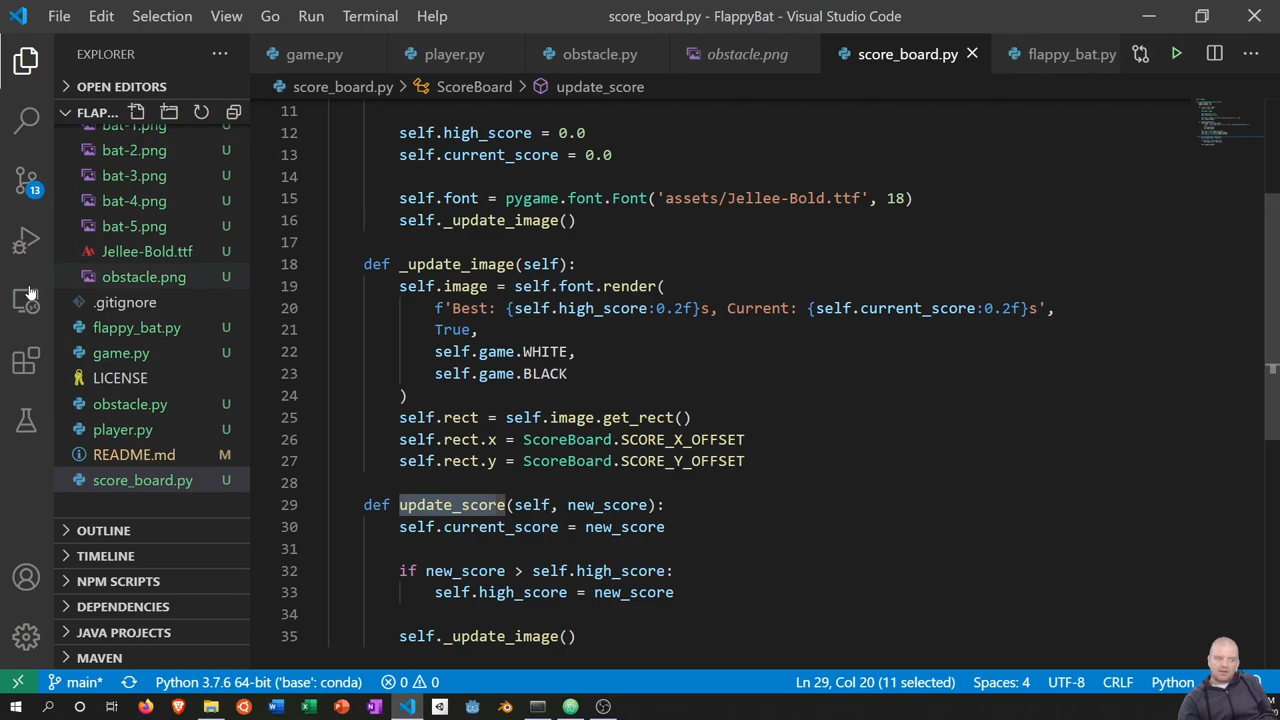 File Edit Selection View Go Run Terminal Help score_board.py - FlappyBat - Visual Studio Code
EXPLORER
game.py player.py obstacle.py obstacle.png score_board.py flappy_bat.py
OPEN EDITORS
score_board.py > ScoreBoard > update_score
FLAP...
bat-1.png
bat-2.png
bat-3.png
bat-4.png
bat-5.png
Jellee-Bold.ttf
obstacle.png
.gitignore
flappy_bat.py
game.py
LICENSE
obstacle.py
player.py
README.md
score_board.py
U
U
U
U
U
U
U
U
U
U
U
M
U
13
OUTLINE
TIMELINE
NPM SCRIPTS
DEPENDENCIES
JAVA PROJECTS
MAVEN
11
12 self.high_score = 0.0
13 self.current_score = 0.0
14
15 self.font = pygame.font.Font('assets/Jellee-Bold.ttf', 18)
16 self._update_image()
17
18 def _update_image(self):
19 self.image = self.font.render(
20 f'Best: {self.high_score:0.2f}s, Current: {self.current_score:0.2f}s',
21 True,
22 self.game.WHITE,
23 self.game.BLACK
24 )
25 self.rect = self.image.get_rect()
26 self.rect.x = ScoreBoard.SCORE_X_OFFSET
27 self.rect.y = ScoreBoard.SCORE_Y_OFFSET
28
29 def update_score(self, new_score):
30 self.current_score = new_score
31
32 if new_score > self.high_score:
33 self.high_score = new_score
34
35 self._update_image()
main* Python 3.7.6 64-bit ('base': conda) 0 0 Ln 29, Col 20 (11 selected) Spaces: 4 UTF-8 CRLF Python